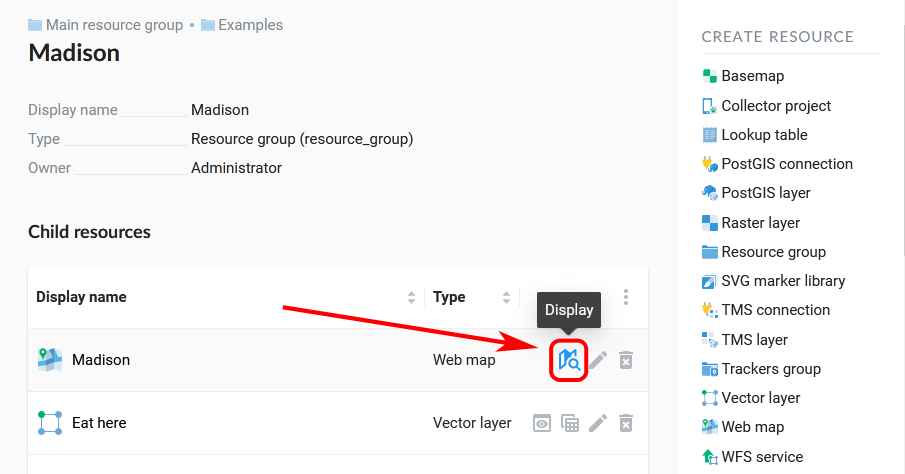 Main resource group • Examples
Madison
Display name Madison
Type Resource group (resource_group)
Owner Administrator
Child resources
Display name Type
Display
Madison Web map
Eat here Vector layer
CREATE RESOURCE
Basemap
Collector project
Lookup table
PostGIS connection
PostGIS layer
Raster layer
Resource group
SVG marker library
TMS connection
TMS layer
Trackers group
Vector layer
Web map
WFS service